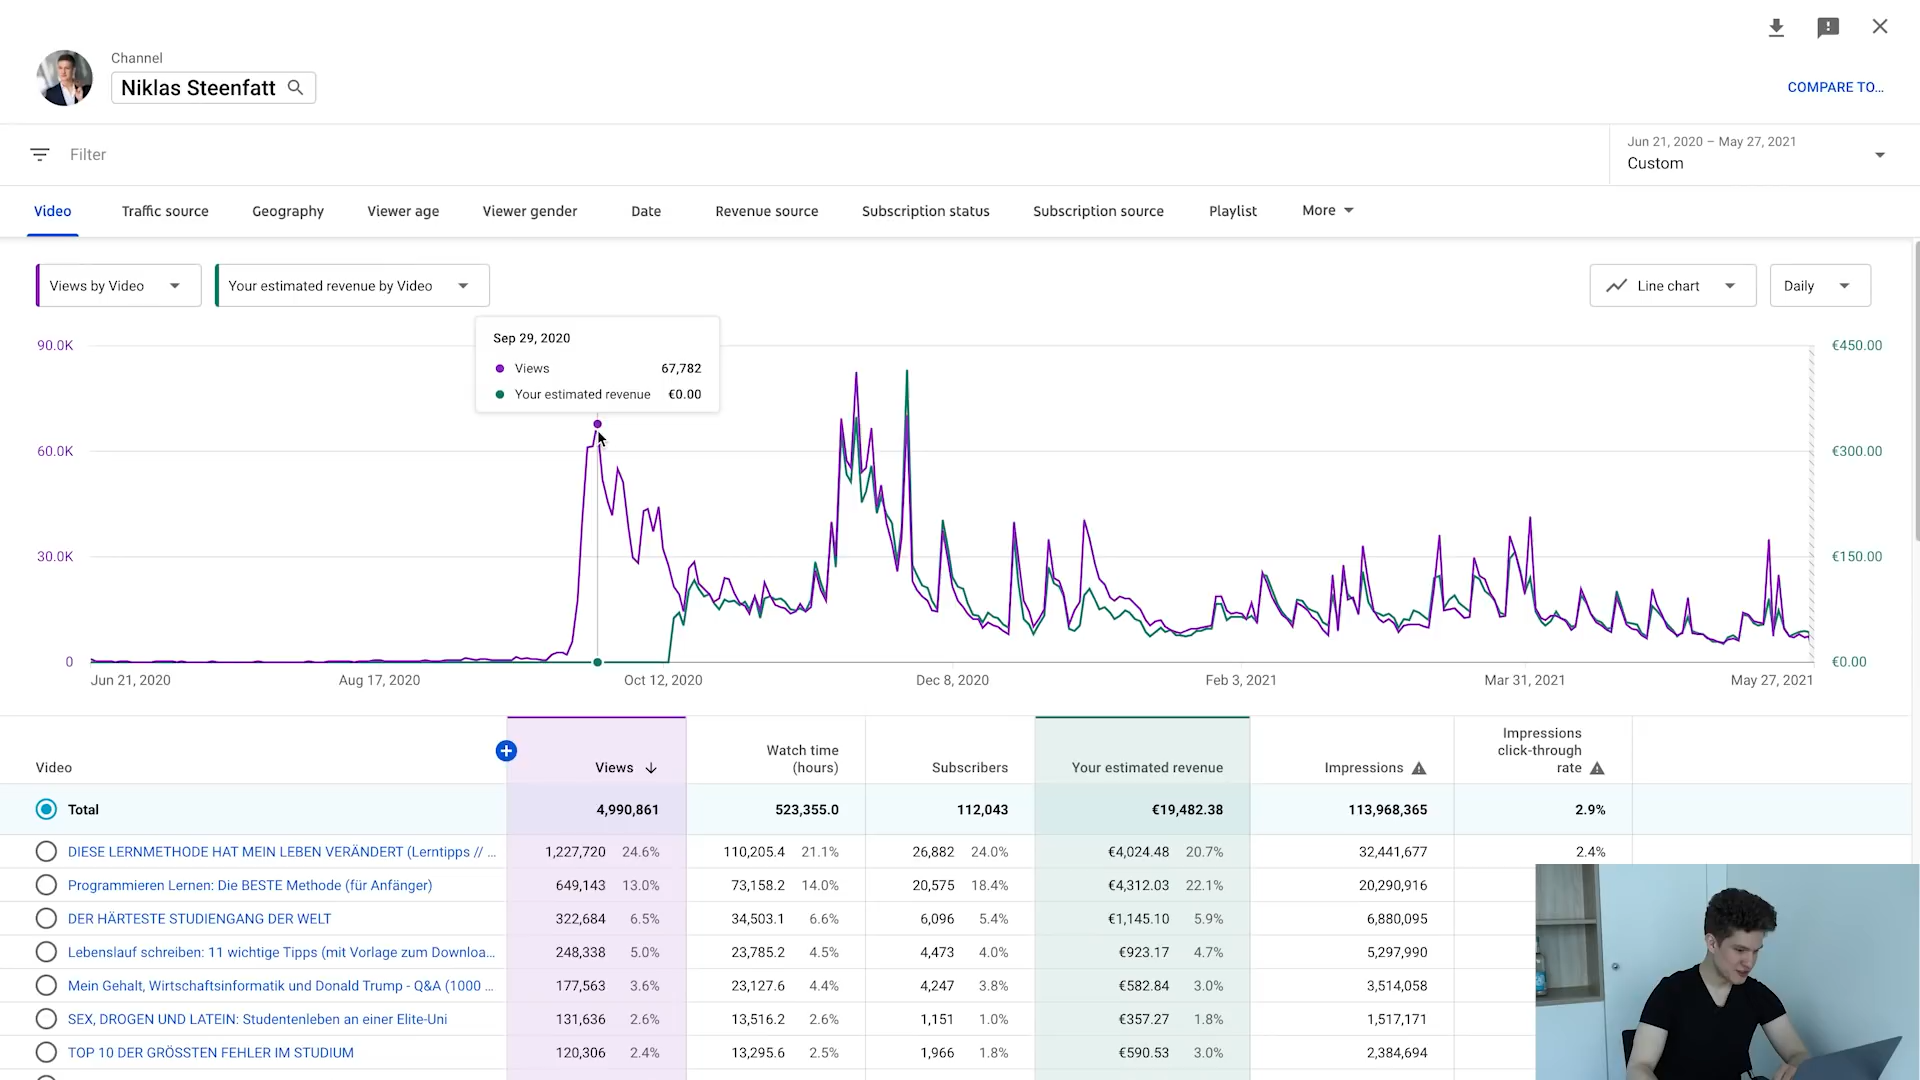 Channel
Niklas Steenfatt
COMPARE TO...
Filter
Jun 21, 2020 – May 27, 2021
Custom
Video Traffic source Geography Viewer age Viewer gender Date Revenue source Subscription status Subscription source Playlist More
Views by Video Your estimated revenue by Video Line chart Daily
Sep 29, 2020
Views 67,782
Your estimated revenue €0.00
90.0K €450.00
60.0K €300.00
30.0K €150.00
0 €0.00
Jun 21, 2020 Aug 17, 2020 Oct 12, 2020 Dec 8, 2020 Feb 3, 2021 Mar 31, 2021 May 27, 2021
Video Views Watch time (hours) Subscribers Your estimated revenue Impressions Impressions click-through rate
Total 4,990,861 523,355.0 112,043 €19,482.38 113,968,365 2.9%
DIESE LERNMETHODE HAT MEIN LEBEN VERÄNDERT (Lerntipps // ... 1,227,720 24.6% 110,205.4 21.1% 26,882 24.0% €4,024.48 20.7% 32,441,677 2.4%
Programmieren Lernen: Die BESTE Methode (für Anfänger) 649,143 13.0% 73,158.2 14.0% 20,575 18.4% €4,312.03 22.1% 20,290,916
DER HÄRTESTE STUDIENGANG DER WELT 322,684 6.5% 34,503.1 6.6% 6,096 5.4% €1,145.10 5.9% 6,880,095
Lebenslauf schreiben: 11 wichtige Tipps (mit Vorlage zum Downloa... 248,338 5.0% 23,785.2 4.5% 4,473 4.0% €923.17 4.7% 5,297,990
Mein Gehalt, Wirtschaftsinformatik und Donald Trump - Q&A (1000 ... 177,563 3.6% 23,127.6 4.4% 4,247 3.8% €582.84 3.0% 3,514,058
SEX, DROGEN UND LATEIN: Studentenleben an einer Elite-Uni 131,636 2.6% 13,516.2 2.6% 1,151 1.0% €357.27 1.8% 1,517,171
TOP 10 DER GRÖSSTEN FEHLER IM STUDIUM 120,306 2.4% 13,295.6 2.5% 1,966 1.8% €590.53 3.0% 2,384,694